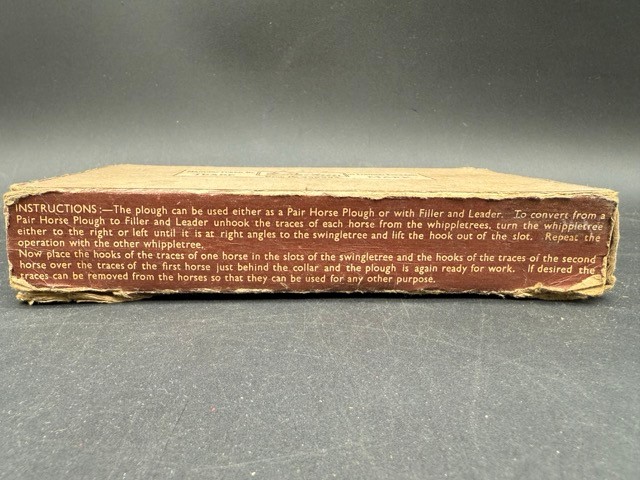 INSTRUCTIONS:—The plough can be used either as a Pair Horse Plough or with Filler and Leader. To convert from a
Pair Horse Plough to Filler and Leader unhook the traces of each horse from the whippletrees, turn the whippletree
either to the right or left until it is at right angles to the swingletree and lift the hook out of the slot. Repeat the
operation with the other whippletree.
Now place the hooks of the traces of one horse in the slots of the swingletree and the hooks of the traces of the second
horse over the traces of the first horse just behind the collar and the plough is again ready for work. If desired the
traces can be removed from the horses so that they can be used for any other purpose.